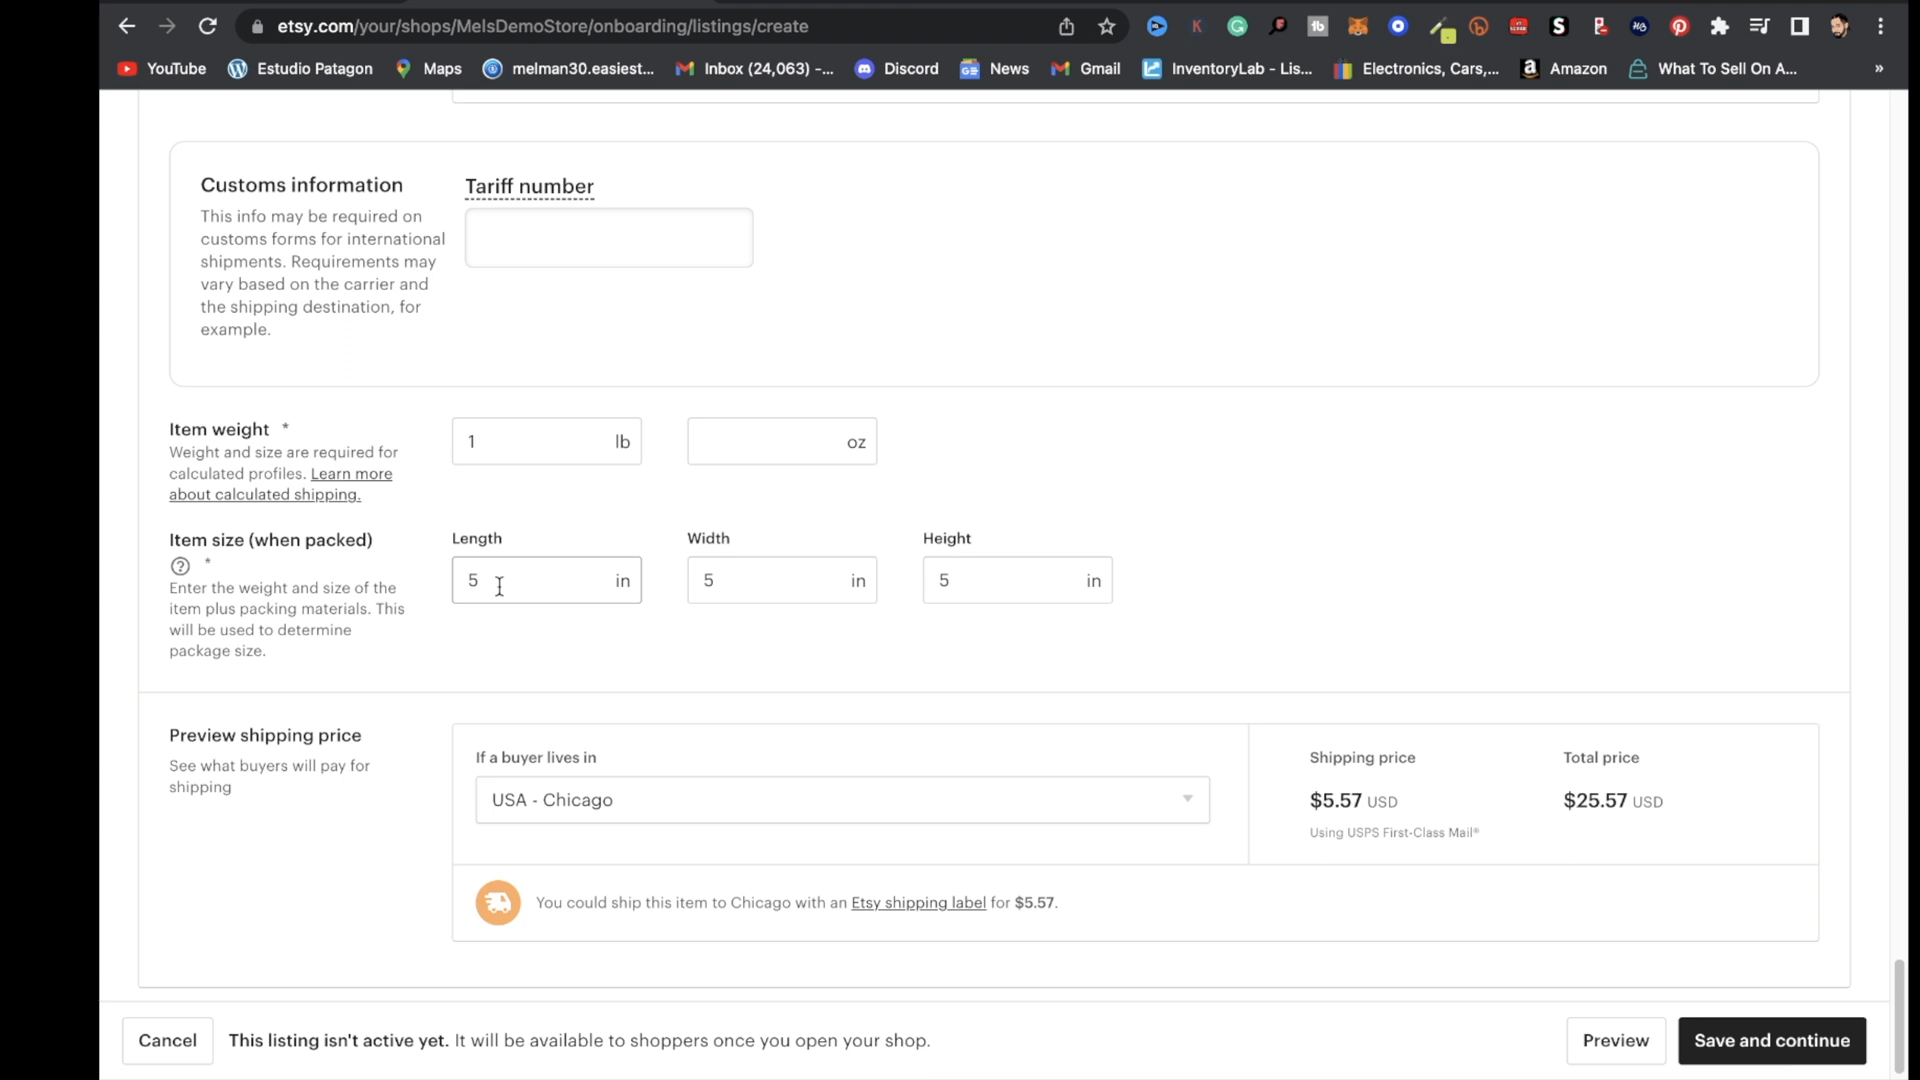 etsy.com/your/shops/MelsDemoStore/onboarding/listings/create
YouTube Estudio Patagon Maps melman30.easiest... Inbox (24,063) -... Discord News Gmail InventoryLab - Lis... Electronics, Cars,... Amazon What To Sell On A... »
Customs information
This info may be required on
customs forms for international
shipments. Requirements may
vary based on the carrier and
the shipping destination, for
example.
Tariff number
Item weight *
Weight and size are required for
calculated profiles. Learn more
about calculated shipping.
1 lb oz
Item size (when packed)
? *
Enter the weight and size of the
item plus packing materials. This
will be used to determine
package size.
Length Width Height
5 in 5 in 5 in
Preview shipping price
See what buyers will pay for
shipping
If a buyer lives in
USA - Chicago
Shipping price Total price
$5.57 USD $25.57 USD
Using USPS First-Class Mail®
You could ship this item to Chicago with an Etsy shipping label for $5.57.
Cancel This listing isn't active yet. It will be available to shoppers once you open your shop. Preview Save and continue